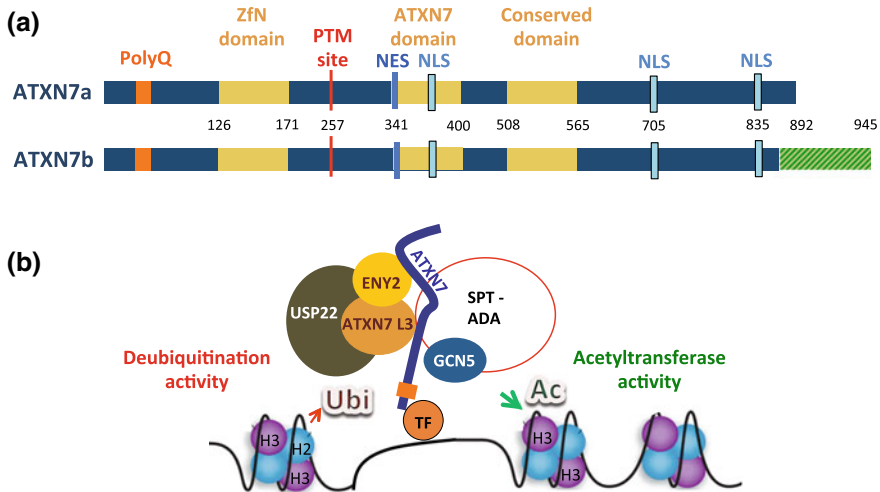 (a)
ZfN domain
PTM site
ATXN7 domain
Conserved domain
PolyQ
NES
NLS
NLS
NLS
ATXN7a
126 171 257 341 400 508 565 705 835 892 945
ATXN7b
(b)
ATXN7
ENY2
USP22
ATXN7 L3
SPT - ADA
GCN5
Deubiquitination activity
Acetyltransferase activity
Ubi
Ac
TF
H3
H2
H3
H3